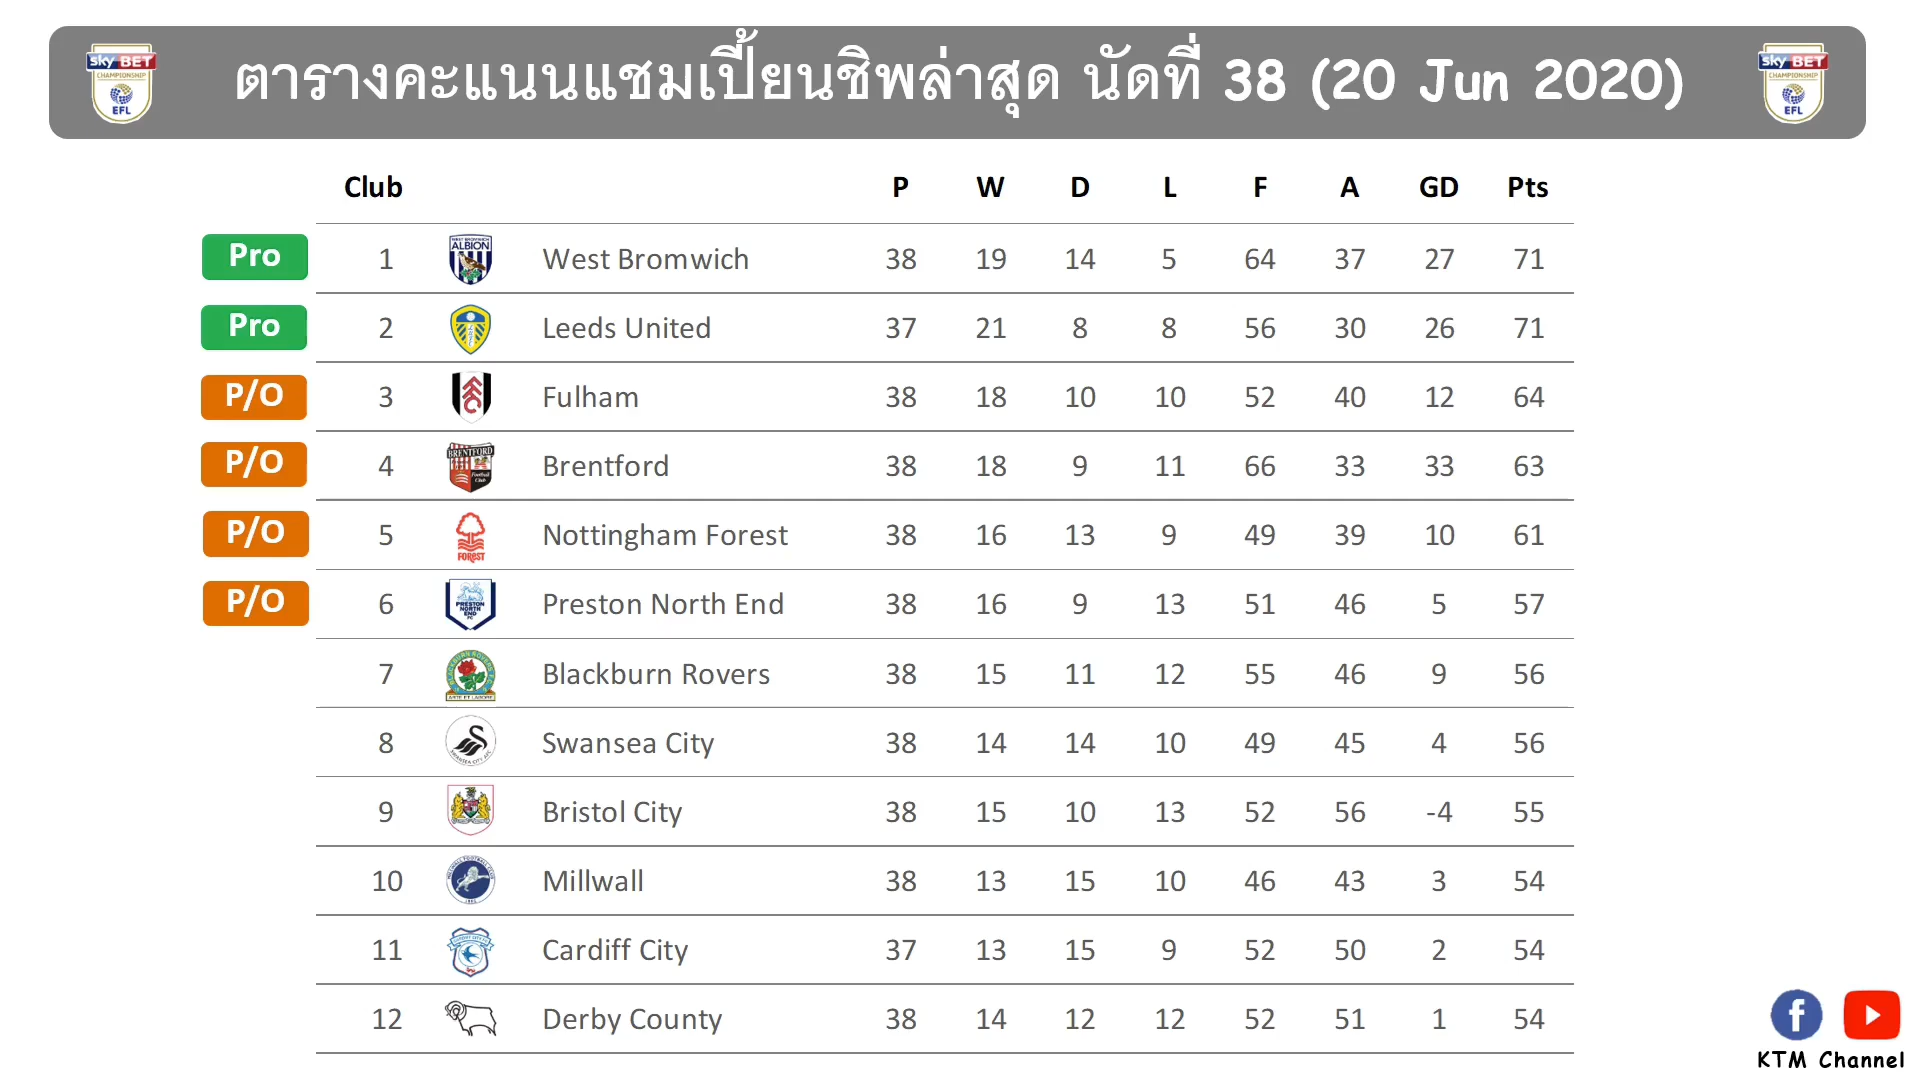 sky BET
CHAMPIONSHIP
EFL
ตารางคะแนนแชมเปี้ยนชิพล่าสุด นัดที่ 38 (20 Jun 2020)
sky BET
CHAMPIONSHIP
EFL
Club P W D L F A GD Pts
Pro 1 West Bromwich 38 19 14 5 64 37 27 71
Pro 2 Leeds United 37 21 8 8 56 30 26 71
P/O 3 Fulham 38 18 10 10 52 40 12 64
P/O 4 Brentford 38 18 9 11 66 33 33 63
P/O 5 Nottingham Forest 38 16 13 9 49 39 10 61
P/O 6 Preston North End 38 16 9 13 51 46 5 57
7 Blackburn Rovers 38 15 11 12 55 46 9 56
8 Swansea City 38 14 14 10 49 45 4 56
9 Bristol City 38 15 10 13 52 56 -4 55
10 Millwall 38 13 15 10 46 43 3 54
11 Cardiff City 37 13 15 9 52 50 2 54
12 Derby County 38 14 12 12 52 51 1 54
KTM Channel